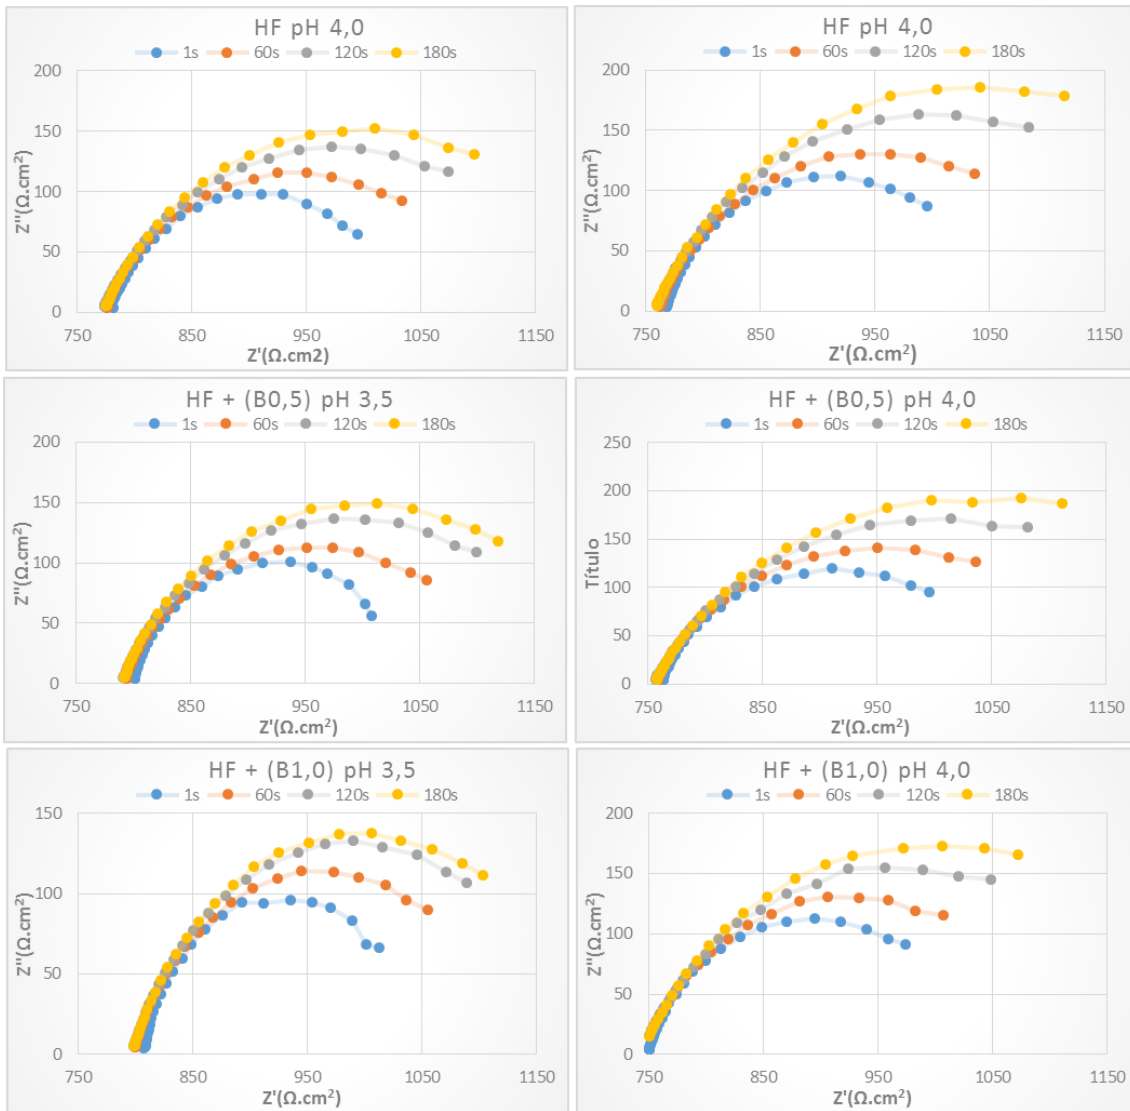 HF pH 4,0
1s 60s 120s 180s
200
150
100
50
0
750 850 950 1050 1150
Z''(Ω.cm²)
Z'(Ω.cm2)
HF pH 4,0
1s 60s 120s 180s
200
150
100
50
0
750 850 950 1050 1150
Z''(Ω.cm²)
Z'(Ω.cm²)
HF + (B0,5) pH 3,5
1s 60s 120s 180s
200
150
100
50
0
750 850 950 1050 1150
Z''(Ω.cm²)
Z'(Ω.cm²)
HF + (B0,5) pH 4,0
1s 60s 120s 180s
250
200
150
100
50
0
750 850 950 1050 1150
Título
Z'(Ω.cm²)
HF + (B1,0) pH 3,5
1s 60s 120s 180s
150
100
50
0
750 850 950 1050 1150
Z''(Ω.cm²)
Z'(Ω.cm²)
HF + (B1,0) pH 4,0
1s 60s 120s 180s
200
150
100
50
0
750 850 950 1050 1150
Z''(Ω.cm²)
Z'(Ω.cm²)